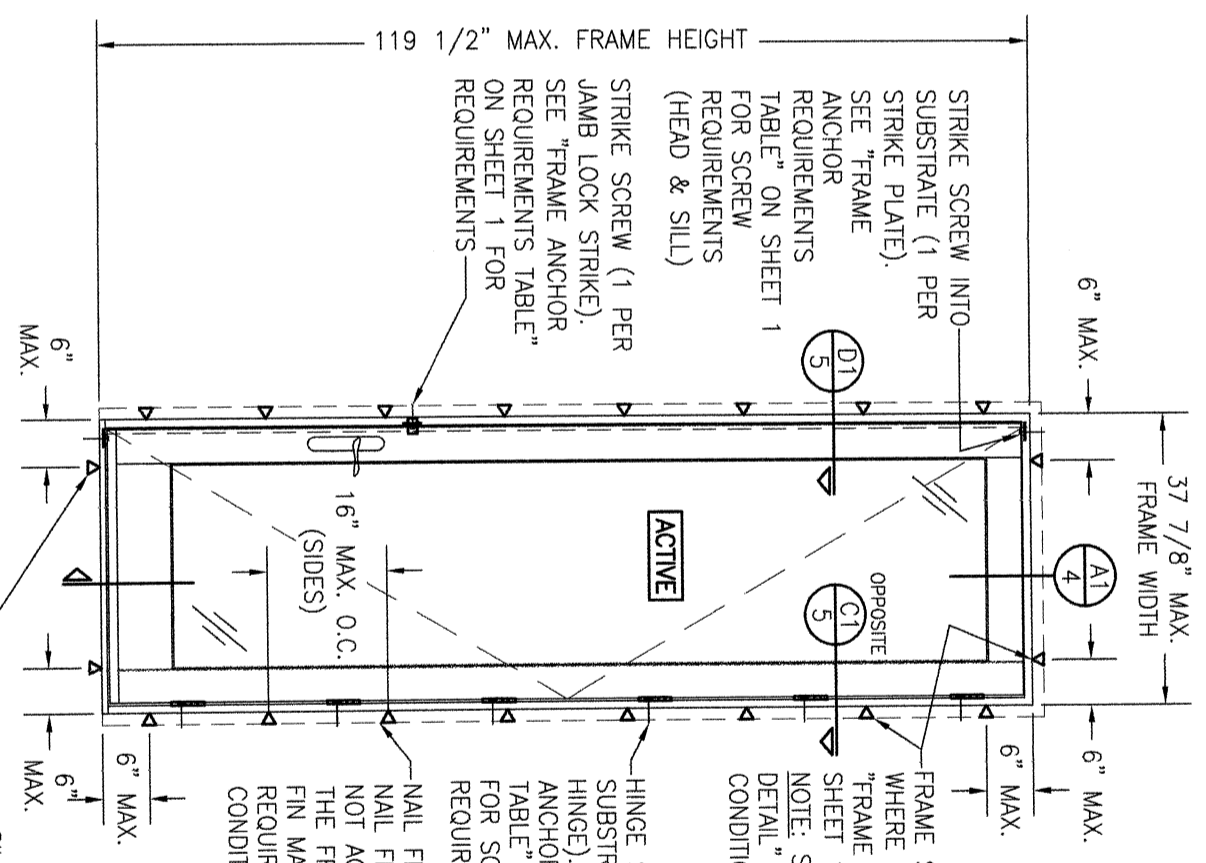 119 1/2" MAX. FRAME HEIGHT
STRIKE SCREW INTO
SUBSTRATE (1 PER
STRIKE PLATE).
SEE "FRAME
ANCHOR
REQUIREMENTS
TABLE" ON SHEET 1
FOR SCREW
REQUIREMENTS
(HEAD & SILL)
STRIKE SCREW (1 PER
JAMB LOCK STRIKE).
SEE "FRAME ANCHOR
REQUIREMENTS TABLE"
ON SHEET 1 FOR
REQUIREMENTS
6" MAX.
37 7/8" MAX.
FRAME WIDTH
6" MAX.
6" MAX.
A1
4
D1
5
C1
5
OPPOSITE
ACTIVE
16" MAX. O.C.
(SIDES)
6"
MAX.
6" MAX.
6"
MAX.
FRAME
WHERE
"FRAME
SHEET
NOTE:
DETAIL"
CONDITI
HINGE
SUBSTR
HINGE).
ANCHOR
TABLE"
FOR SC
REQUIR
NAIL F
NAIL F
NOT A
THE F
FIN MA
REQUIR
CONDIT